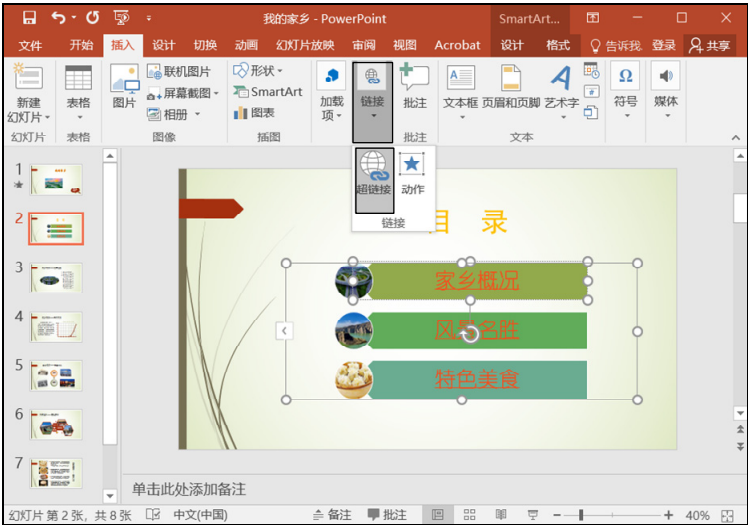 我的家乡 - PowerPoint
SmartArt...
文件 开始 插入 设计 切换 动画 幻灯片放映 审阅 视图 Acrobat 设计 格式 告诉我 登录 共享
新建
幻灯片
表格
图片
联机图片
屏幕截图
相册
形状
SmartArt
图表
加载
项
链接
批注
文本框
页眉和页脚
艺术字
符号
媒体
幻灯片 表格 图像 插图 批注 文本
超链接 动作
链接
目 录
家乡概况
风景名胜
特色美食
1
2
3
4
5
6
7
单击此处添加备注
幻灯片 第 2 张，共 8 张 中文(中国) 备注 批注 40%